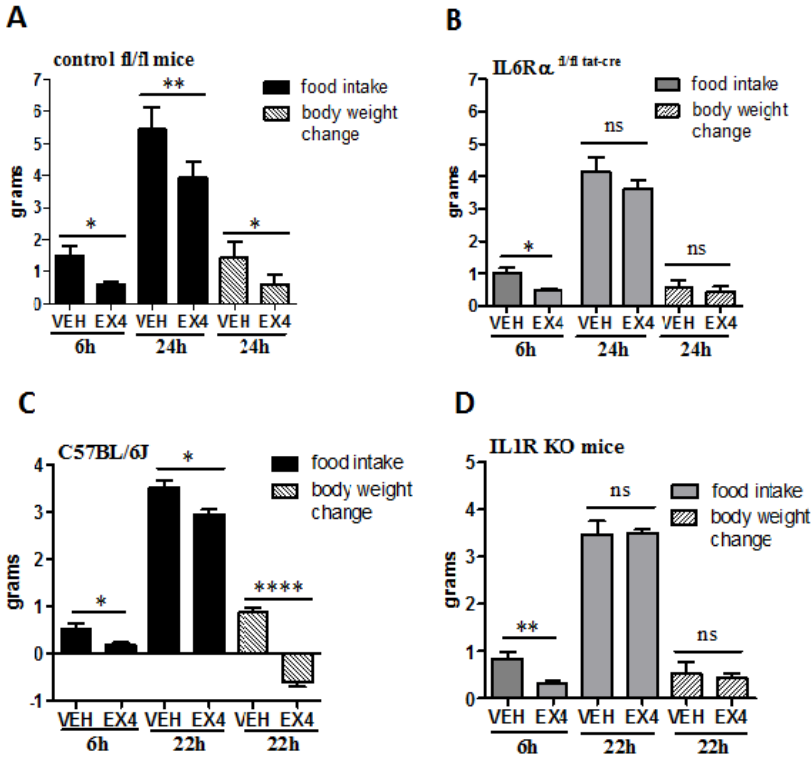 A
control fl/fl mice
food intake
body weight
change
grams
7
6
5
4
3
2
1
0
*
**
*
VEH EX4 VEH EX4 VEH EX4
6h 24h 24h
B
IL6Rα fl/fl tat-cre
food intake
body weight
change
grams
7
6
5
4
3
2
1
0
*
ns
ns
VEH EX4 VEH EX4 VEH EX4
6h 24h 24h
C
C57BL/6J
food intake
body weight
change
grams
4
3
2
1
0
-1
*
*
****
VEH EX4 VEH EX4 VEH EX4
6h 22h 22h
D
IL1R KO mice
food intake
body weight
change
grams
5
4
3
2
1
0
**
ns
ns
VEH EX4 VEH EX4 VEH EX4
6h 22h 22h